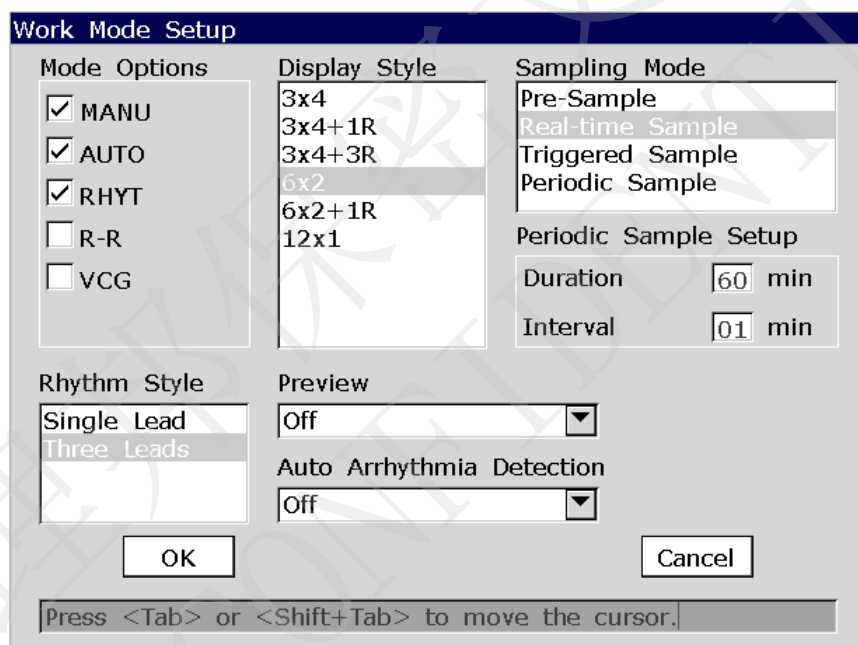 Work Mode Setup
Mode Options
MANU
AUTO
RHYT
R-R
VCG
Display Style
3x4
3x4+1R
3x4+3R
6x2
6x2+1R
12x1
Sampling Mode
Pre-Sample
Real-time Sample
Triggered Sample
Periodic Sample
Periodic Sample Setup
Duration 60 min
Interval 01 min
Rhythm Style
Single Lead
Three Leads
Preview
Off
Auto Arrhythmia Detection
Off
OK
Cancel
Press <Tab> or <Shift+Tab> to move the cursor.